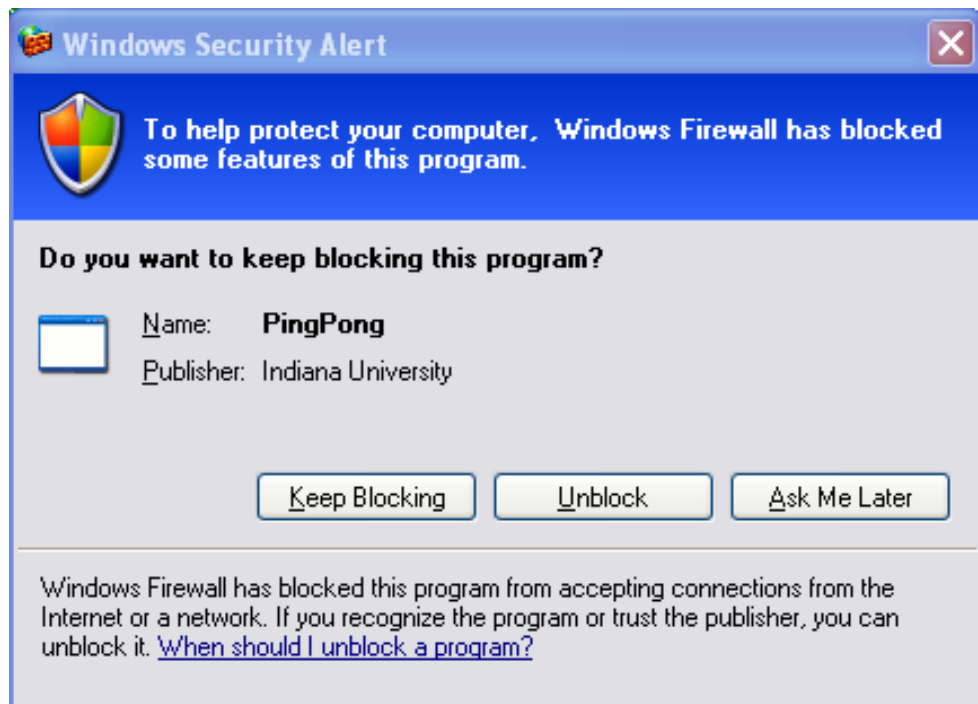 Windows Security Alert
To help protect your computer, Windows Firewall has blocked
some features of this program.
Do you want to keep blocking this program?
Name: PingPong
Publisher: Indiana University
Keep Blocking Unblock Ask Me Later
Windows Firewall has blocked this program from accepting connections from the
Internet or a network. If you recognize the program or trust the publisher, you can
unblock it. When should I unblock a program?